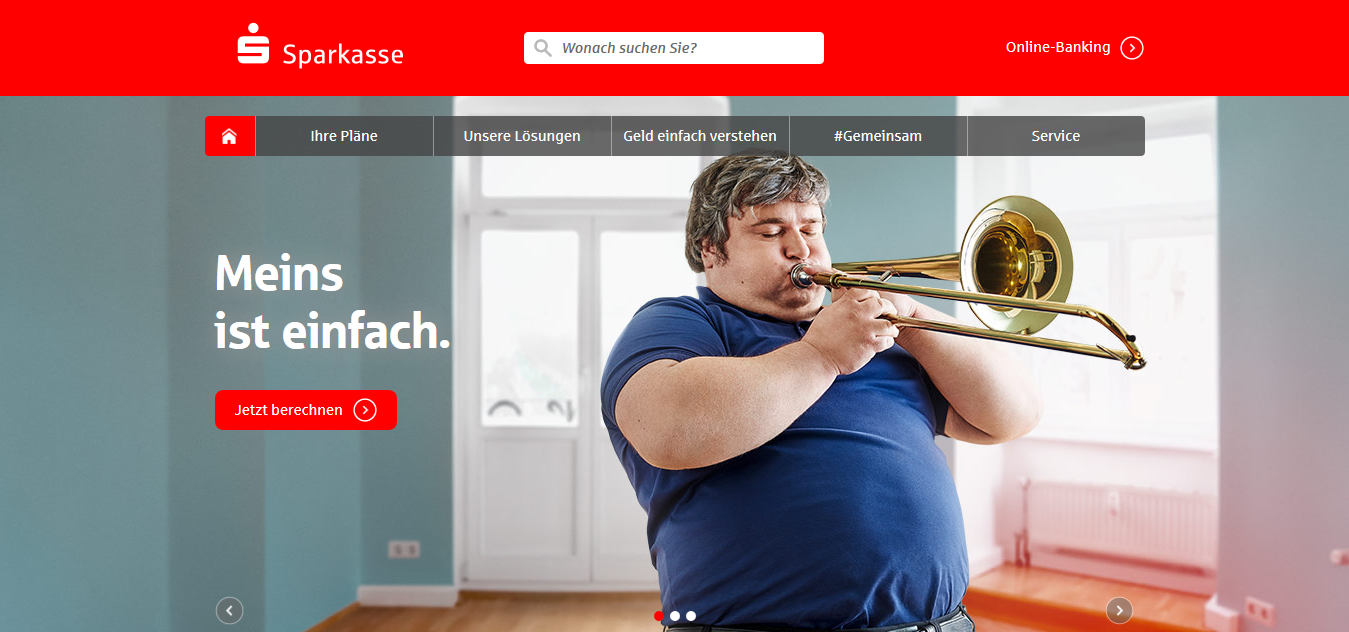 Sparkasse
Wonach suchen Sie?
Online-Banking
Ihre Pläne
Unsere Lösungen
Geld einfach verstehen
#Gemeinsam
Service
Meins
ist einfach.
Jetzt berechnen